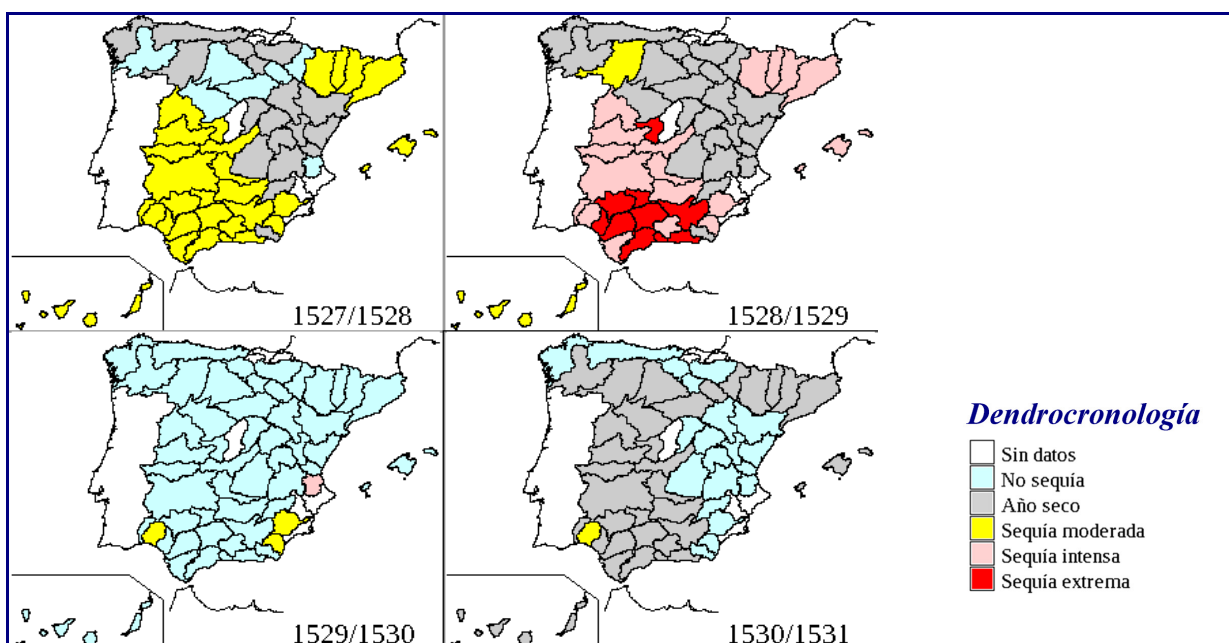 1527/1528
1528/1529
1529/1530
1530/1531
Dendrocronología
Sin datos
No sequía
Año seco
Sequía moderada
Sequía intensa
Sequía extrema